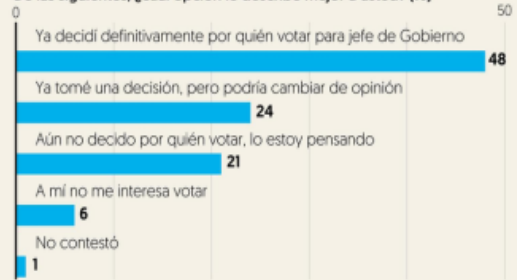 0 50
Ya decidí definitivamente por quién votar para jefe de Gobierno
48
Ya tomé una decisión, pero podría cambiar de opinión
24
Aún no decido por quién votar, lo estoy pensando
21
A mí no me interesa votar
6
No contestó
1